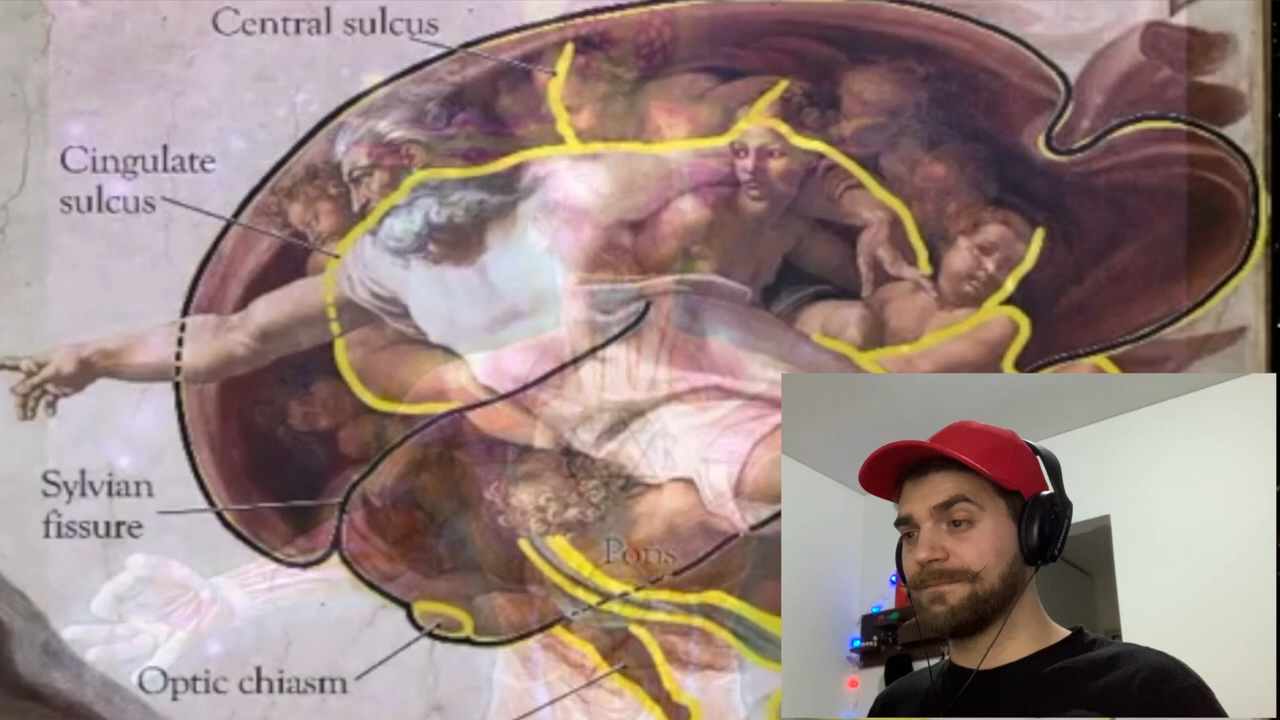 Central sulcus
Cingulate
sulcus
Sylvian
fissure
Pons
Optic chiasm